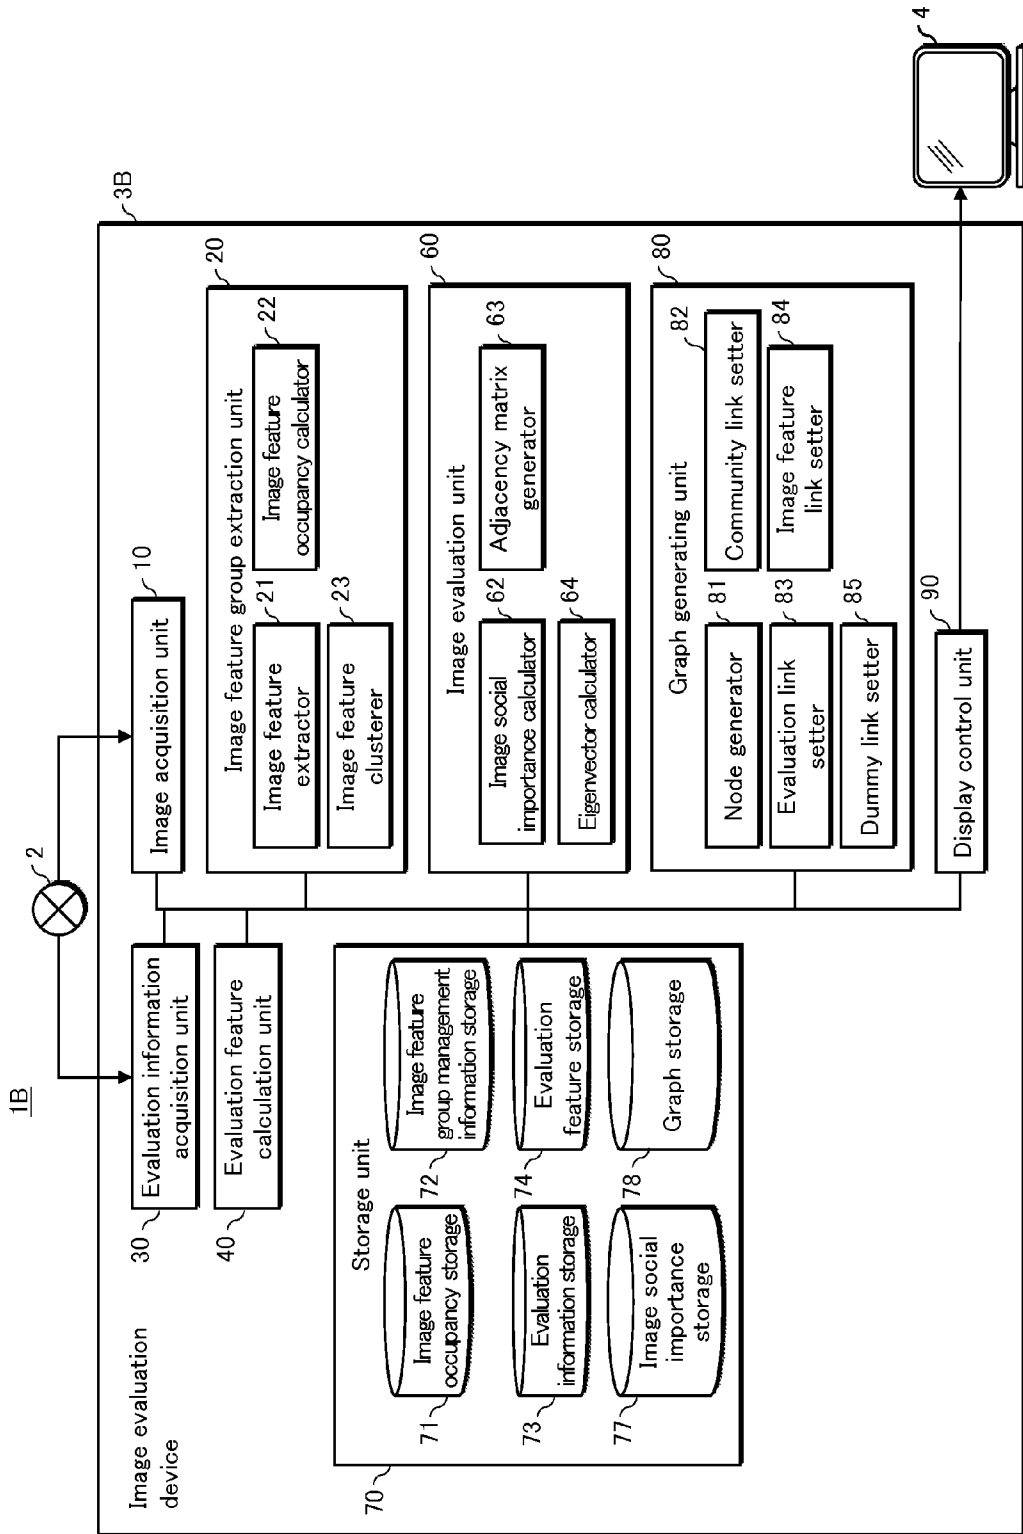 1B
2
3B
4
Image evaluation
device
30
Evaluation information
acquisition unit
10
Image acquisition unit
40
Evaluation feature
calculation unit
20
Image feature group extraction unit
21
Image feature
extractor
22
Image feature
occupancy calculator
23
Image feature
clusterer
70
Storage unit
71
Image feature
occupancy storage
72
Image feature
group management
information storage
73
Evaluation
information storage
74
Evaluation
feature storage
77
Image social
importance
storage
78
Graph storage
60
Image evaluation unit
62
Image social
importance calculator
63
Adjacency matrix
generator
64
Eigenvector calculator
80
Graph generating unit
81
Node generator
82
Community link setter
83
Evaluation link
setter
84
Image feature
link setter
85
Dummy link setter
90
Display control unit